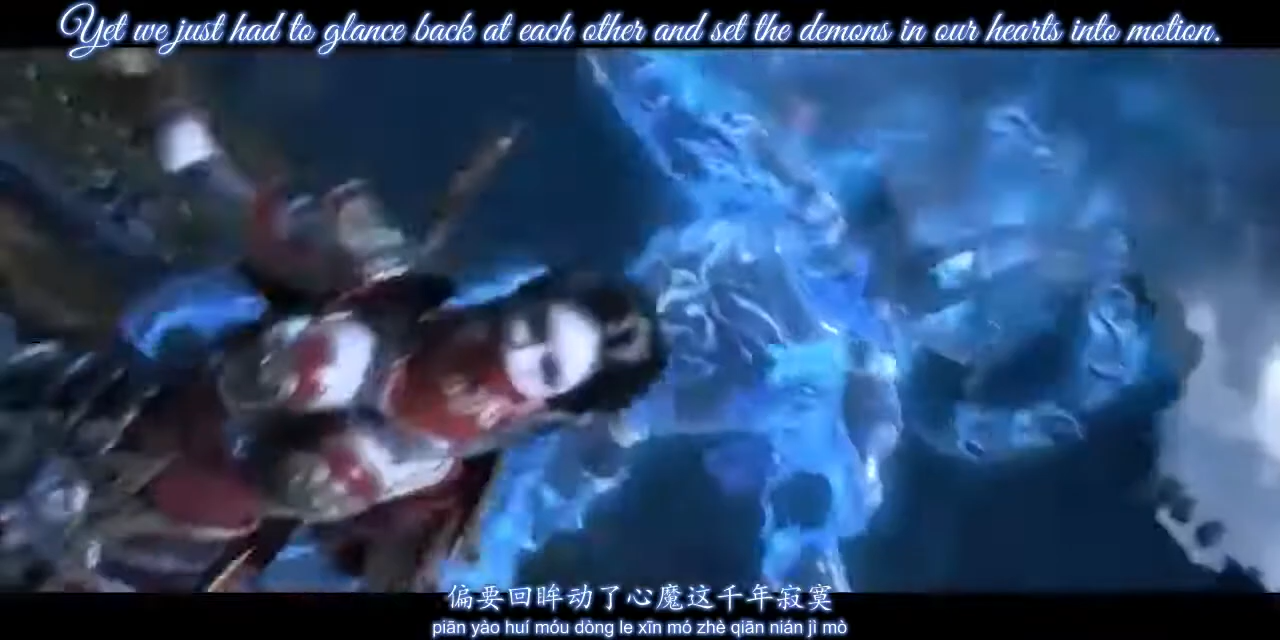 Yet we just had to glance back at each other and set the demons in our hearts into motion.
偏要回眸动了心魔这千年寂寞
piān yào huí móu dòng le xīn mó zhè qiān nián jì mò